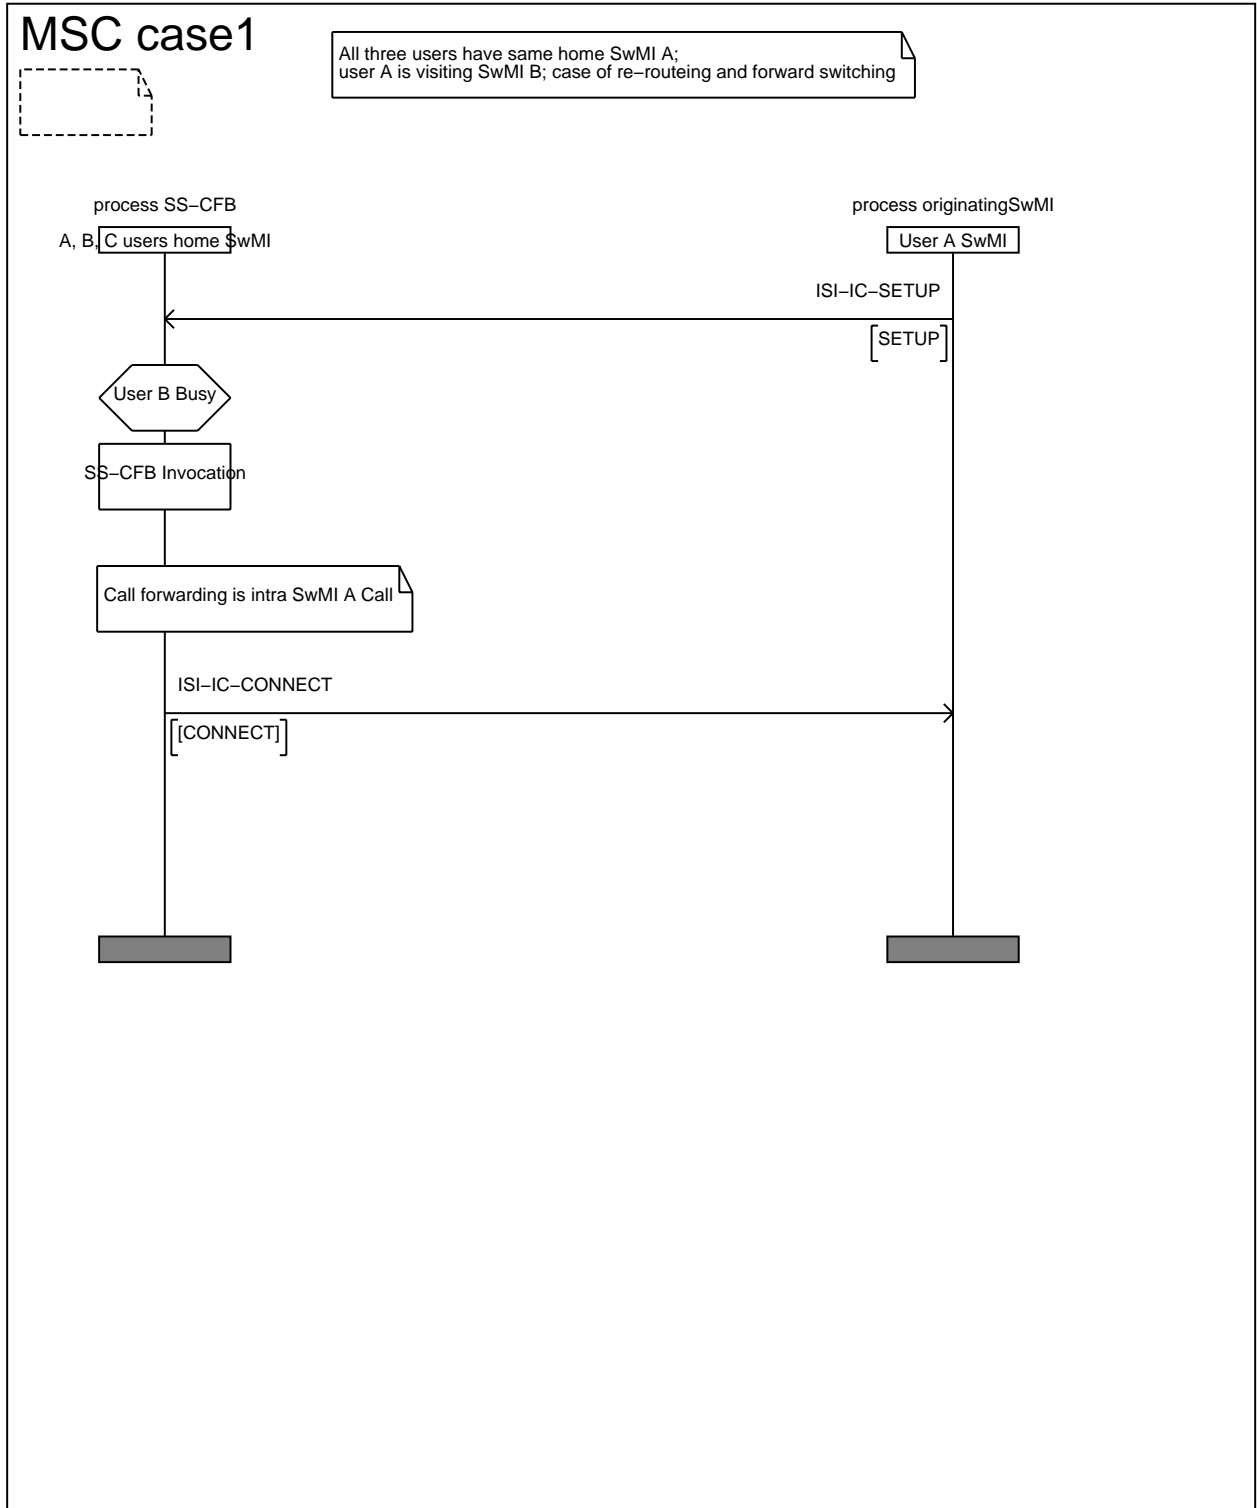 MSC case1
All three users have same home SwMI A;
user A is visiting SwMI B; case of re−routeing and forward switching
process SS−CFB
process originatingSwMI
A, B, C users home SwMI
User A SwMI
ISI−IC−SETUP
SETUP
User B Busy
SS−CFB Invocation
Call forwarding is intra SwMI A Call
ISI−IC−CONNECT
[CONNECT]